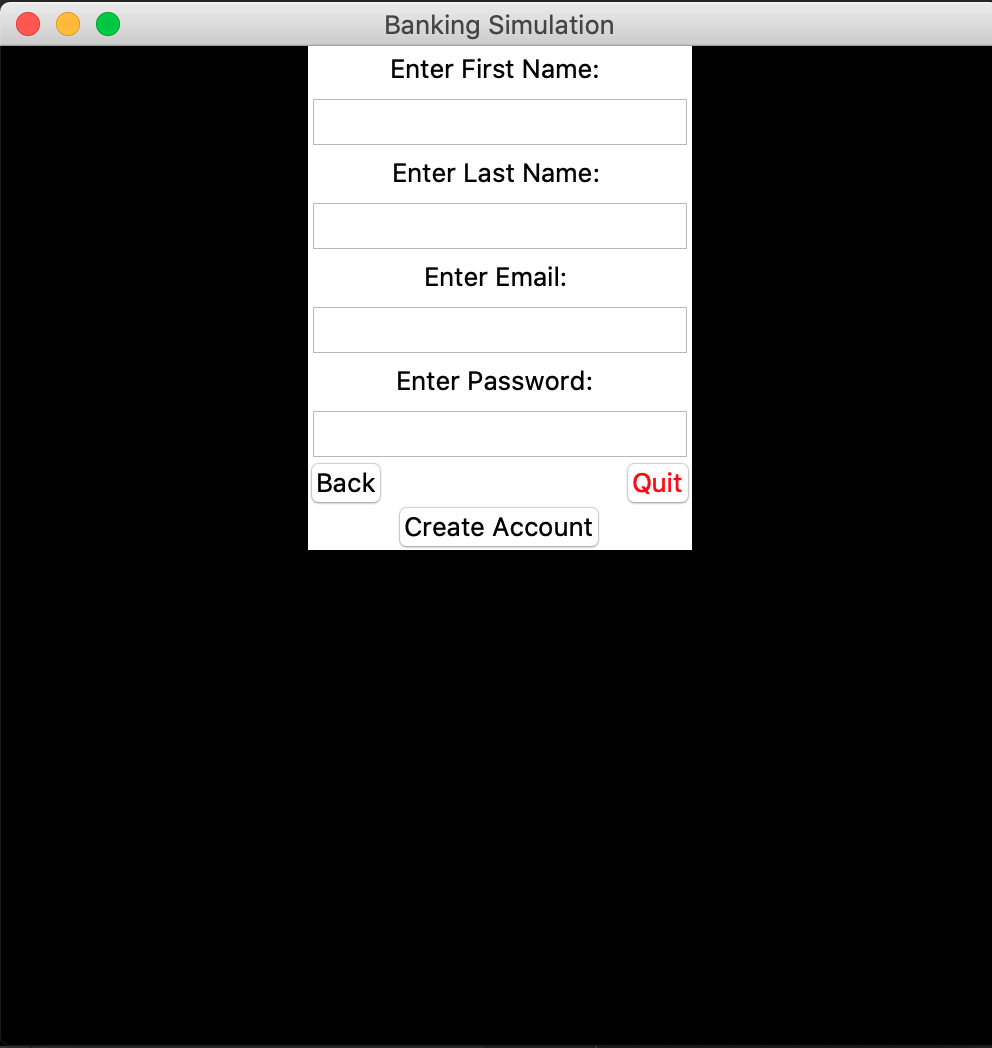 Banking Simulation
Enter First Name:
Enter Last Name:
Enter Email:
Enter Password:
Back Quit
Create Account